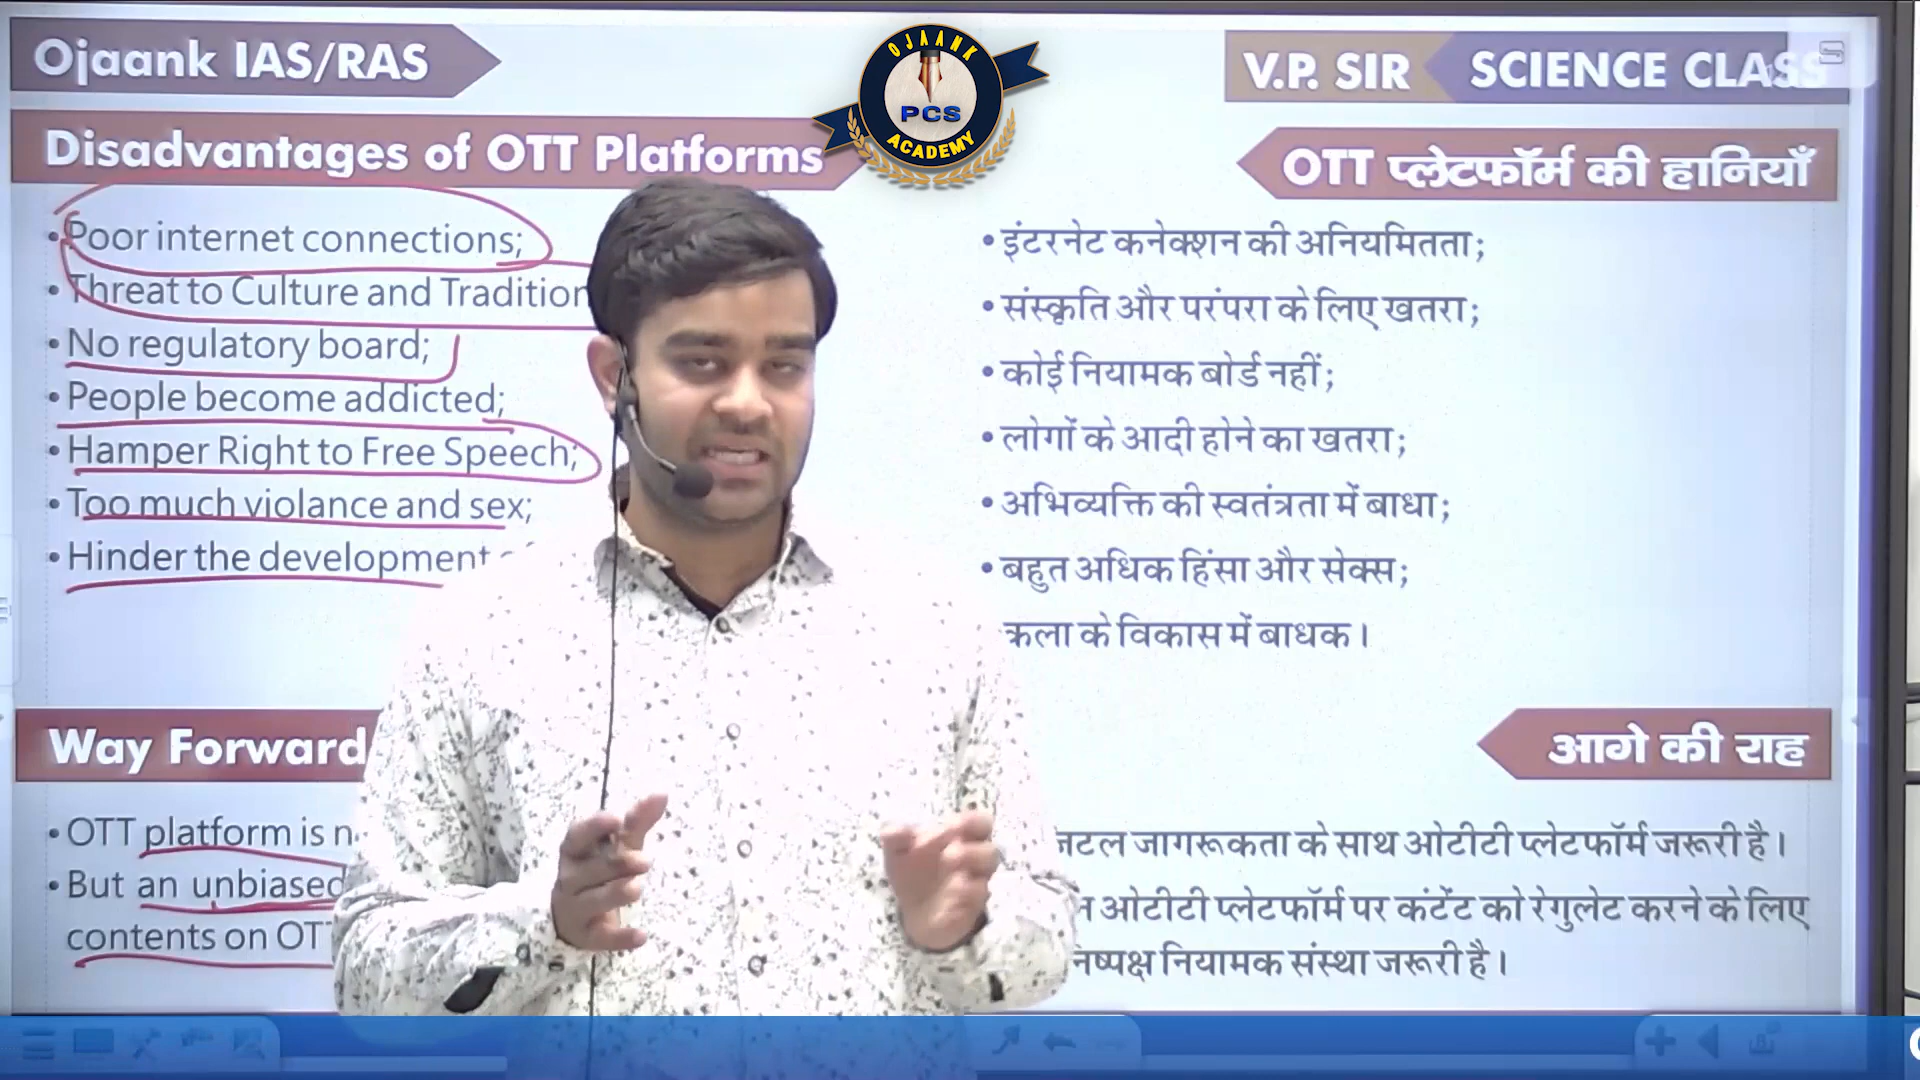 Ojaank IAS/RAS
OJAANK
PCS
ACADEMY
V.P. SIR
SCIENCE CLASS
Disadvantages of OTT Platforms
• Poor internet connections;
• Threat to Culture and Tradition
• No regulatory board;
• People become addicted;
• Hamper Right to Free Speech;
• Too much violance and sex;
• Hinder the development
OTT प्लेटफॉर्म की हानियाँ
• इंटरनेट कनेक्शन की अनियमितता;
• संस्कृति और परंपरा के लिए खतरा;
• कोई नियामक बोर्ड नहीं;
• लोगों के आदी होने का खतरा;
• अभिव्यक्ति की स्वतंत्रता में बाधा;
• बहुत अधिक हिंसा और सेक्स;
कला के विकास में बाधक।
Way Forward
• OTT platform is
• But an unbiased
contents on
आगे की राह
जागरूकता के साथ ओटीटी प्लेटफॉर्म जरूरी है।
ओटीटी प्लेटफॉर्म पर कंटेंट को रेगुलेट करने के लिए
नियामक संस्था जरूरी है।